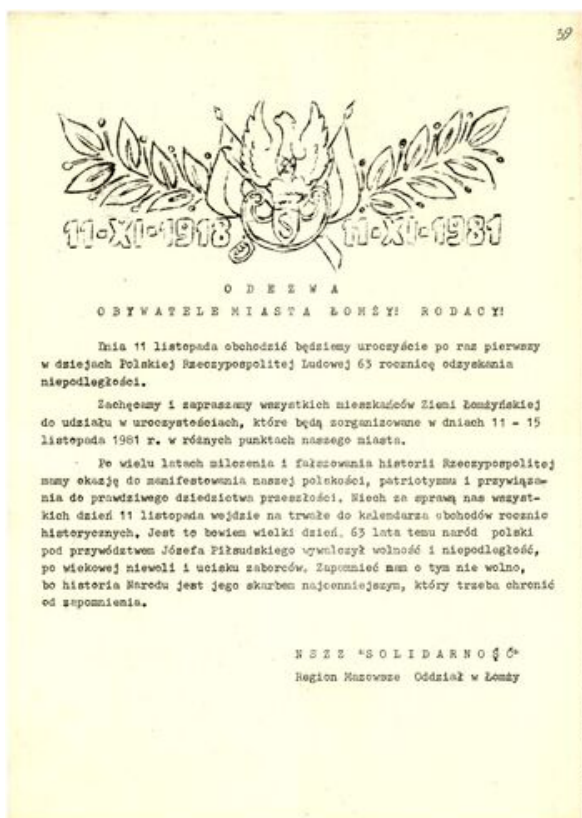 39
11-XI-1918 11-XI-1981
O D E Z W A
O B Y W A T E L E M I A S T A Ł O M Ż Y! R O D A C Y!
Dnia 11 listopada obchodzić będziemy uroczyście po raz pierwszy
w dziejach Polskiej Rzeczypospolitej Ludowej 63 rocznicę odzyskania
niepodległości.
Zachęcamy i zapraszamy wszystkich mieszkańców Ziemi Łomżyńskiej
do udziału w uroczystościach, które będą zorganizowane w dniach 11 - 15
listopada 1981 r. w różnych punktach naszego miasta.
Po wielu latach milczenia i fałszowania historii Rzeczypospolitej
mamy okazję do manifestowania naszej polskości, patriotyzmu i przywiąza-
nia do prawdziwego dziedzictwa przeszłości. Niech za sprawą nas wszyst-
kich dzień 11 listopada wejdzie na trwałe do kalendarza obchodów rocznic
historycznych. Jest to bowiem wielki dzień. 63 lata temu naród polski
pod przywództwem Józefa Piłsudskiego wywalczył wolność i niepodległość,
po wiekowej niewoli i ucisku zaborców. Zapomnieć nam o tym nie wolno,
bo historia Narodu jest jego skarbem najcenniejszym, który trzeba chronić
od zapomnienia.
N S Z Z "S O L I D A R N O Ś Ć"
Region Mazowsze Oddział w Łomży